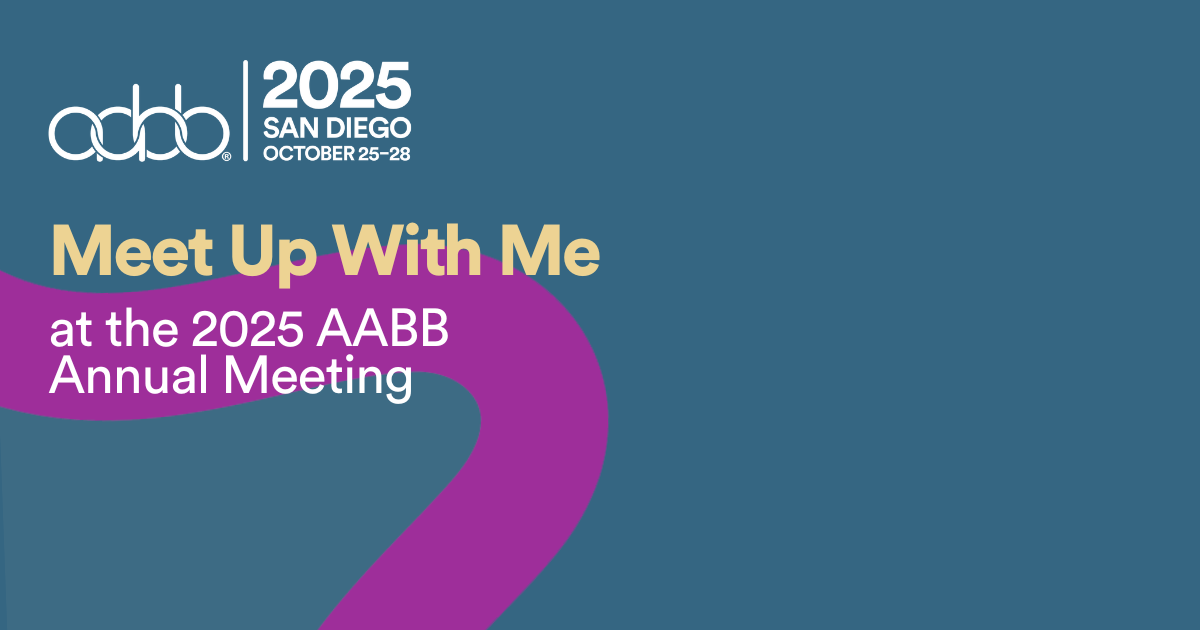 aabb®
2025
SAN DIEGO
OCTOBER 25–28
Meet Up With Me
at the 2025 AABB
Annual Meeting